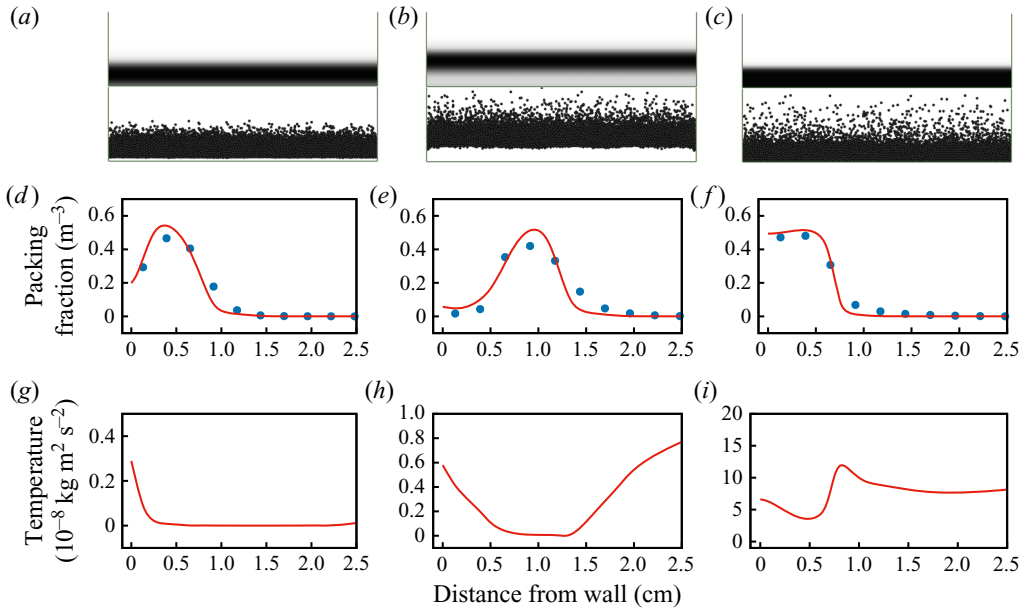 (a) (b) (c)
(d) (e) (f)
Packing
fraction (m⁻³)
0.6 0.6 0.6
0.4 0.4 0.4
0.2 0.2 0.2
0 0 0
0 0.5 1.0 1.5 2.0 2.5 0 0.5 1.0 1.5 2.0 2.5 0 0.5 1.0 1.5 2.0 2.5
(g) (h) (i)
Temperature
(10⁻⁸ kg m² s⁻²)
0.4 1.0 20
0.2 0.8 15
0 0.6 10
0.4 5
0.2 0
0
0 0.5 1.0 1.5 2.0 2.5 0 0.5 1.0 1.5 2.0 2.5 0 0.5 1.0 1.5 2.0 2.5
Distance from wall (cm)